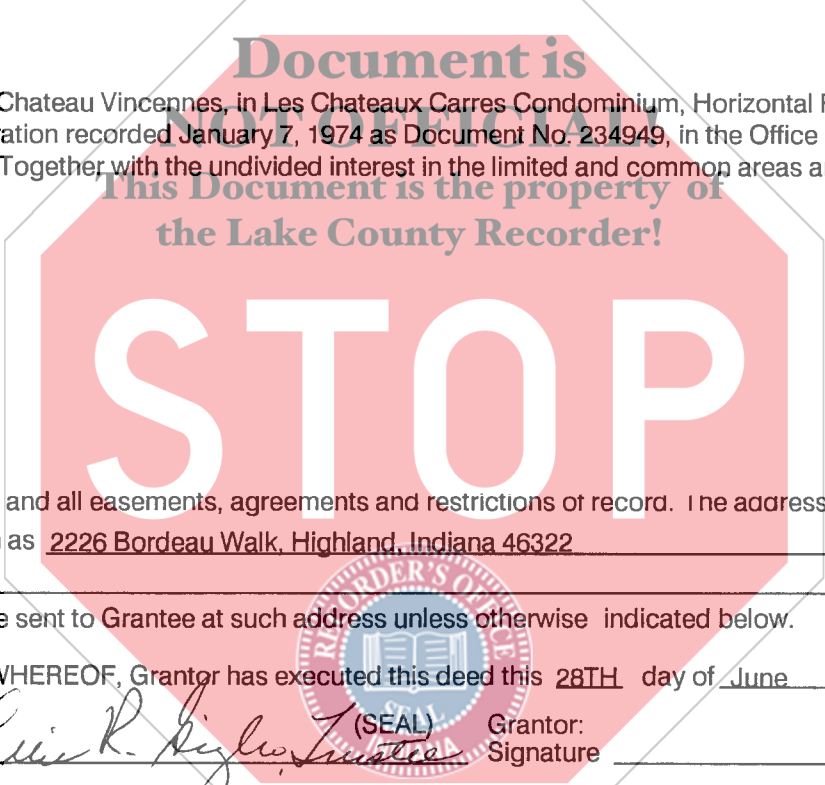 Document is
Chateau Vincennes, in Les Chateaux Carres Condominium, Horizontal
NOT OFFICIAL!
ation recorded January 7, 1974 as Document No. 234949, in the Office
Together with the undivided interest in the limited and common areas
This Document is the property of
the Lake County Recorder!
STOP
and all easements, agreements and restrictions of record. The address
as 2226 Bordeau Walk, Highland, Indiana 46322
RECORDER'S OFFICE
e sent to Grantee at such address unless otherwise indicated below.
WHEREOF, Grantor has executed this deed this 28TH day of June
SEAL
(SEAL) Grantor:
R. Giglio, Trustee Signature
INDIANA